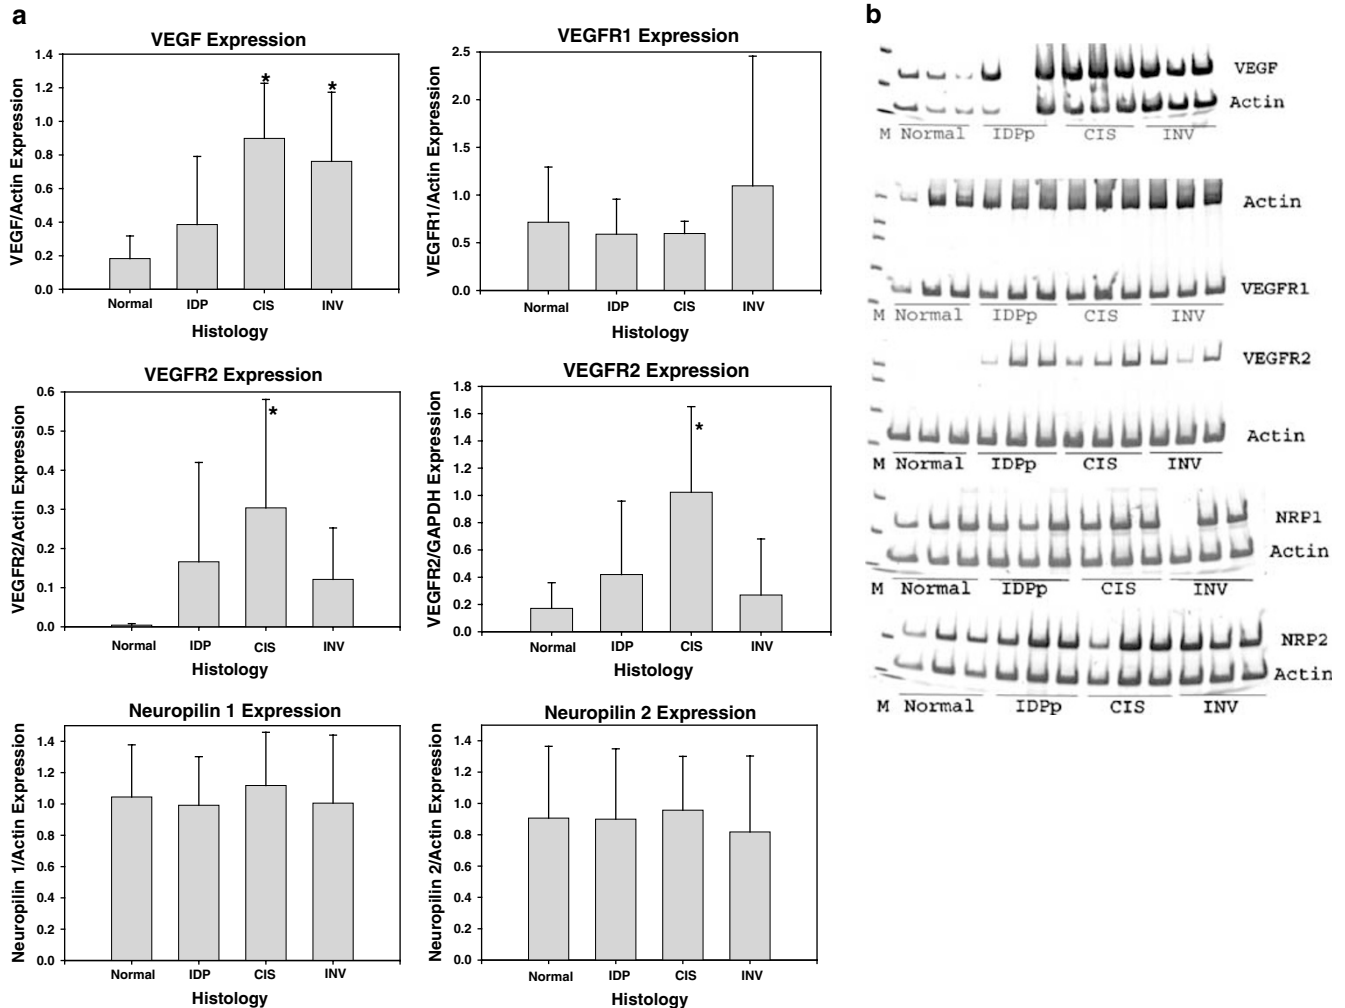 a
VEGF Expression
VEGF/Actin Expression
1.4
1.2
1.0
0.8
0.6
0.4
0.2
0.0
*
*
Normal IDP CIS INV
Histology
VEGFR1 Expression
VEGFR1/Actin Expression
2.5
2.0
1.5
1.0
0.5
0.0
Normal IDP CIS INV
Histology
VEGFR2 Expression
VEGFR2/Actin Expression
0.6
0.5
0.4
0.3
0.2
0.1
0.0
*
Normal IDP CIS INV
Histology
VEGFR2 Expression
VEGFR2/GAPDH Expression
1.8
1.6
1.4
1.2
1.0
0.8
0.6
0.4
0.2
0.0
*
Normal IDP CIS INV
Histology
Neuropilin 1 Expression
Neuropilin 1/Actin Expression
1.4
1.2
1.0
0.8
0.6
0.4
0.2
0.0
Normal IDP CIS INV
Histology
Neuropilin 2 Expression
Neuropilin 2/Actin Expression
1.4
1.2
1.0
0.8
0.6
0.4
0.2
0.0
Normal IDP CIS INV
Histology
b
VEGF
Actin
M Normal IDPp CIS INV
Actin
VEGFR1
M Normal IDPp CIS INV
VEGFR2
Actin
M Normal IDPp CIS INV
NRP1
Actin
M Normal IDPp CIS INV
NRP2
Actin
M Normal IDPp CIS INV